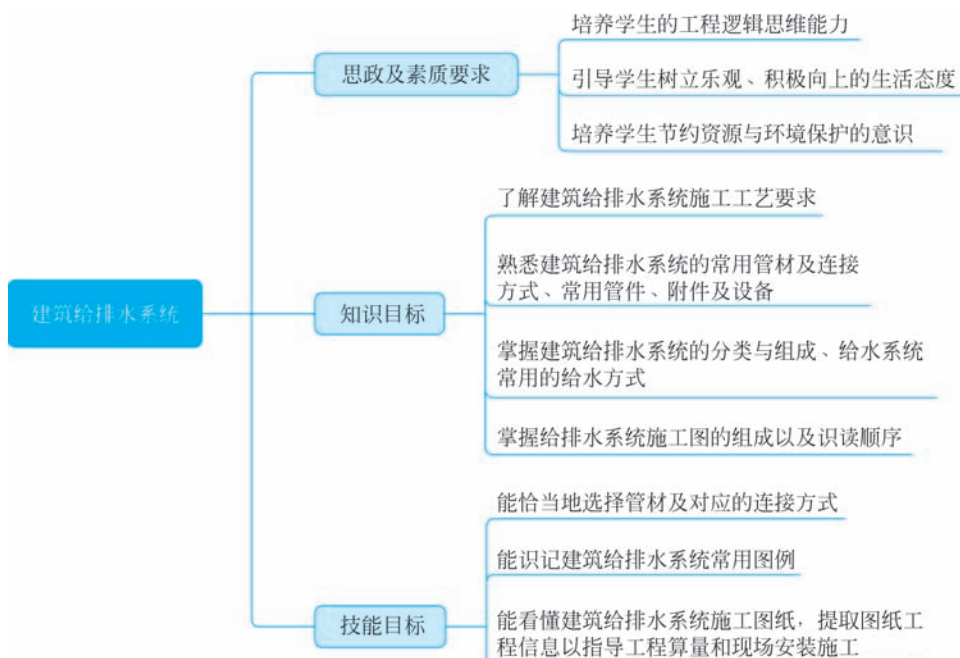 培养学生的工程逻辑思维能力
思政及素质要求
引导学生树立乐观、积极向上的生活态度
培养学生节约资源与环境保护的意识
了解建筑给排水系统施工工艺要求
熟悉建筑给排水系统的常用管材及连接
方式、常用管件、附件及设备
建筑给排水系统
知识目标
掌握建筑给排水系统的分类与组成、给水系统
常用的给水方式
掌握给排水系统施工图的组成以及识读顺序
能恰当地选择管材及对应的连接方式
能识记建筑给排水系统常用图例
技能目标
能看懂建筑给排水系统施工图纸，提取图纸工
程信息以指导工程算量和现场安装施工